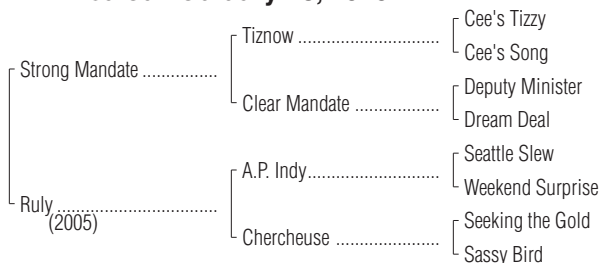 Cee's Tizzy
Tiznow ........................................
Cee's Song
Strong Mandate ................
Deputy Minister
Clear Mandate ...................
Dream Deal
Seattle Slew
A.P. Indy.............................
Weekend Surprise
Ruly ..................................
(2005)
Seeking the Gold
Chercheuse .......................
Sassy Bird